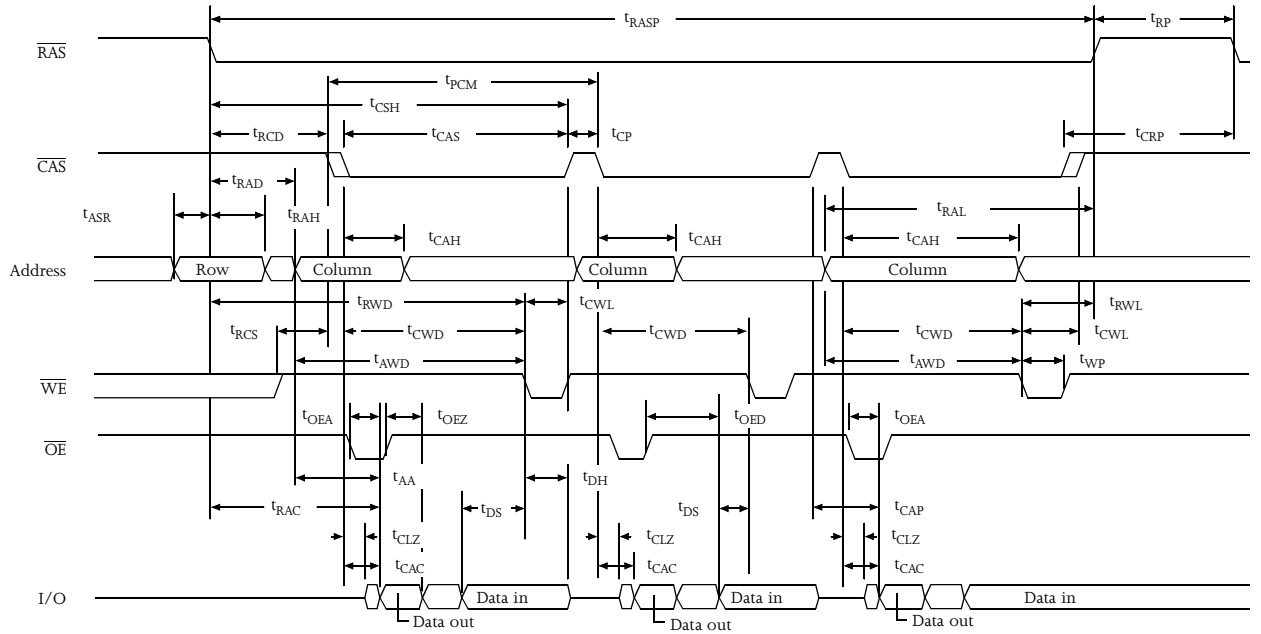 tRASP tRP
RAS
tPCM
tCSH
tRCD tCAS tCP tCRP
CAS
tRAD
tASR tRAH tRAL
tCAH tCAH tCAH
Address Row Column Column Column
tRWD tCWL tRWL
tRCS tCWD tCWD tCWD tCWL
tAWD tAWD tWP
WE
tOEA tOEZ tOED tOEA
OE
tAA tDH
tRAC tDS tDS tCAP
tCLZ tCLZ tCLZ
tCAC tCAC tCAC
I/O Data in Data in Data in
Data out Data out Data out